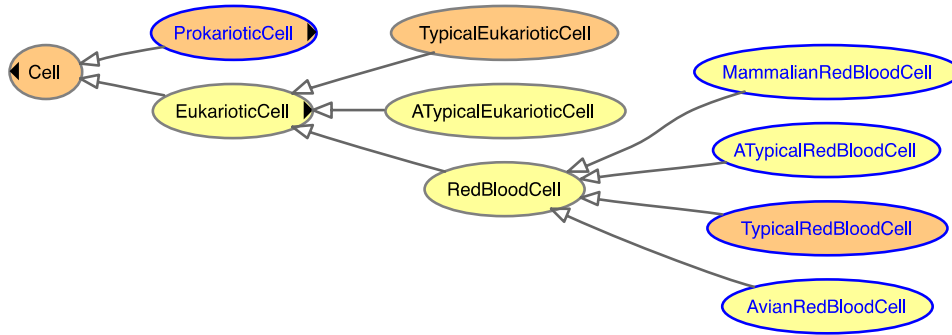 Cell
ProkarioticCell
EukarioticCell
TypicalEukarioticCell
ATypicalEukarioticCell
RedBloodCell
MammalianRedBloodCell
ATypicalRedBloodCell
TypicalRedBloodCell
AvianRedBloodCell